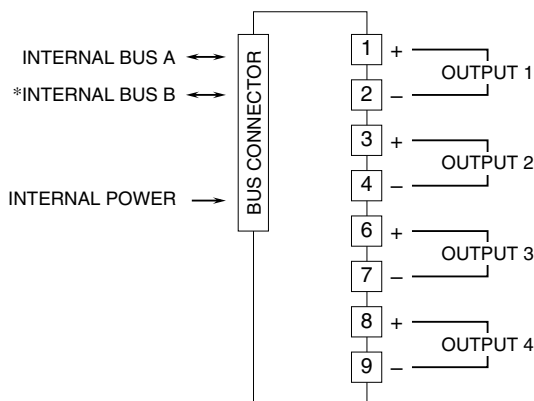 INTERNAL BUS A
*INTERNAL BUS B
INTERNAL POWER
BUS CONNECTOR
1 +
OUTPUT 1
2 –
3 +
OUTPUT 2
4 –
6 +
OUTPUT 3
7 –
8 +
OUTPUT 4
9 –